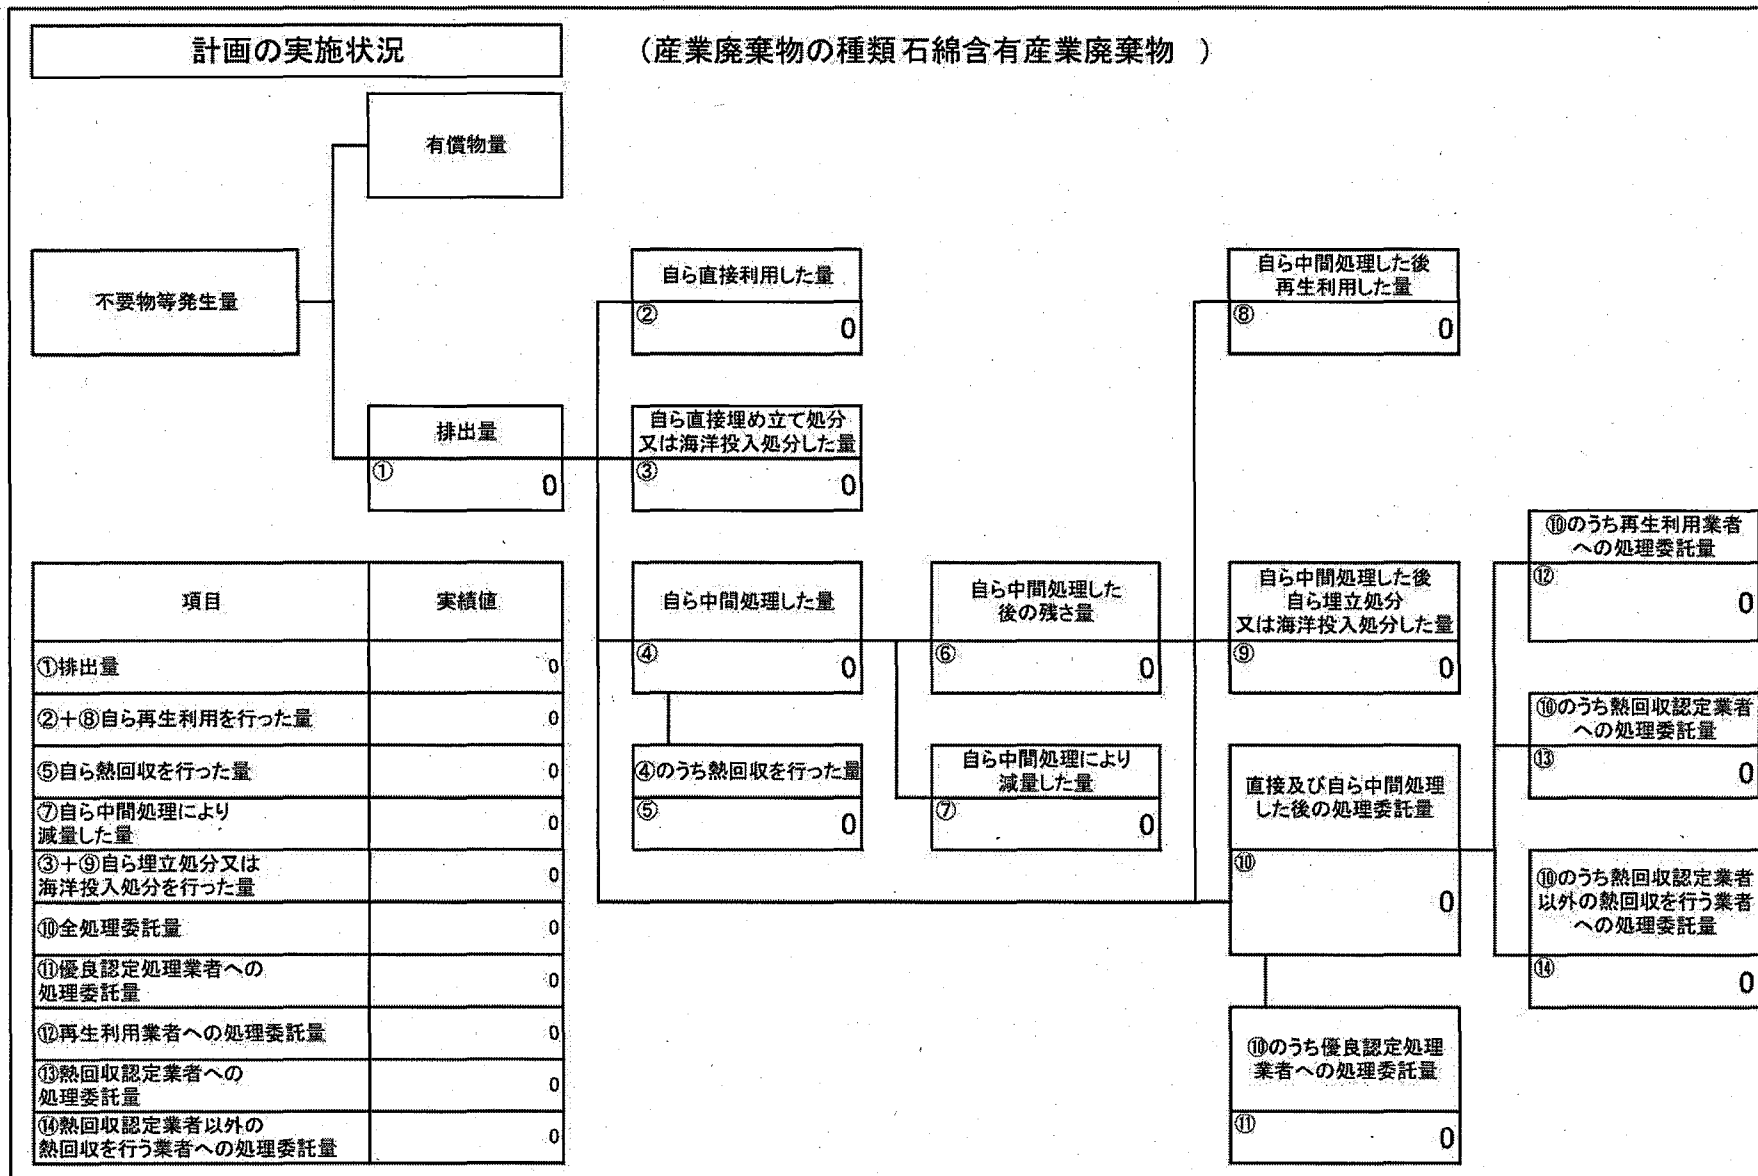 計画の実施状況
（産業廃棄物の種類 石綿含有産業廃棄物 ）
有償物量
不要物等発生量
排出量
① 0
自ら直接利用した量
② 0
自ら直接埋め立て処分
又は海洋投入処分した量
③ 0
自ら中間処理した量
④ 0
④のうち熱回収を行った量
⑤ 0
自ら中間処理した
後の残さ量
⑥ 0
自ら中間処理により
減量した量
⑦ 0
自ら中間処理した後
再生利用した量
⑧ 0
自ら中間処理した後
自ら埋立処分
又は海洋投入処分した量
⑨ 0
直接及び自ら中間処理
した後の処理委託量
⑩ 0
⑩のうち優良認定処理
業者への処理委託量
⑪ 0
⑩のうち再生利用業者
への処理委託量
⑫ 0
⑩のうち熱回収認定業者
への処理委託量
⑬ 0
⑩のうち熱回収認定業者
以外の熱回収を行う業者
への処理委託量
⑭ 0
項目 実績値
①排出量 0
②＋⑧自ら再生利用を行った量 0
⑤自ら熱回収を行った量 0
⑦自ら中間処理により
減量した量 0
③＋⑨自ら埋立処分又は
海洋投入処分を行った量 0
⑩全処理委託量 0
⑪優良認定処理業者への
処理委託量 0
⑫再生利用業者への処理委託量 0
⑬熱回収認定業者への
処理委託量 0
⑭熱回収認定業者以外の
熱回収を行う業者への処理委託量 0